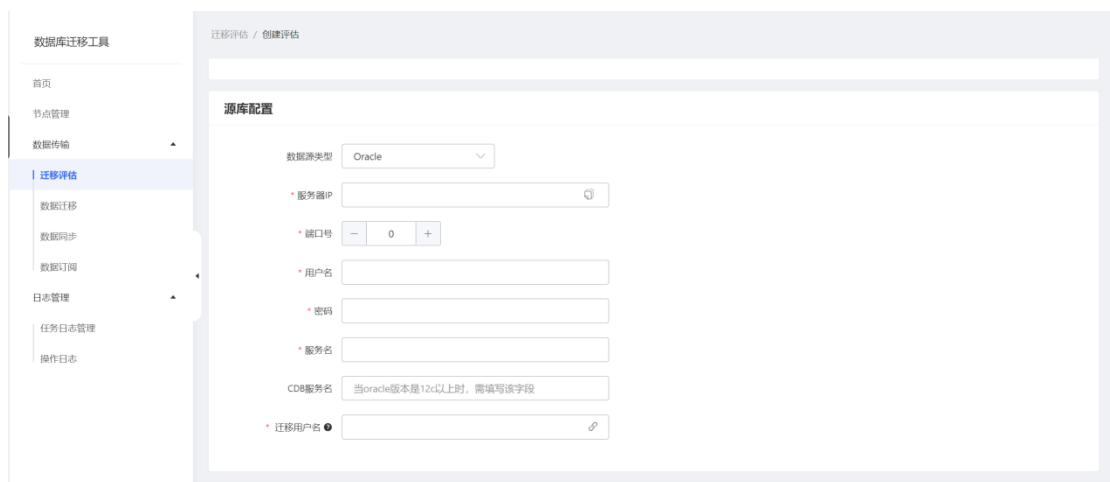 数据库迁移工具
首页
节点管理
数据传输
迁移评估
数据迁移
数据同步
数据订阅
日志管理
任务日志管理
操作日志
迁移评估 / 创建评估
源库配置
数据源类型 Oracle
* 服务器IP
* 端口号 － 0 +
* 用户名
* 密码
* 服务名
CDB服务名 当oracle版本是12c以上时，需填写该字段
* 迁移用户名 ?